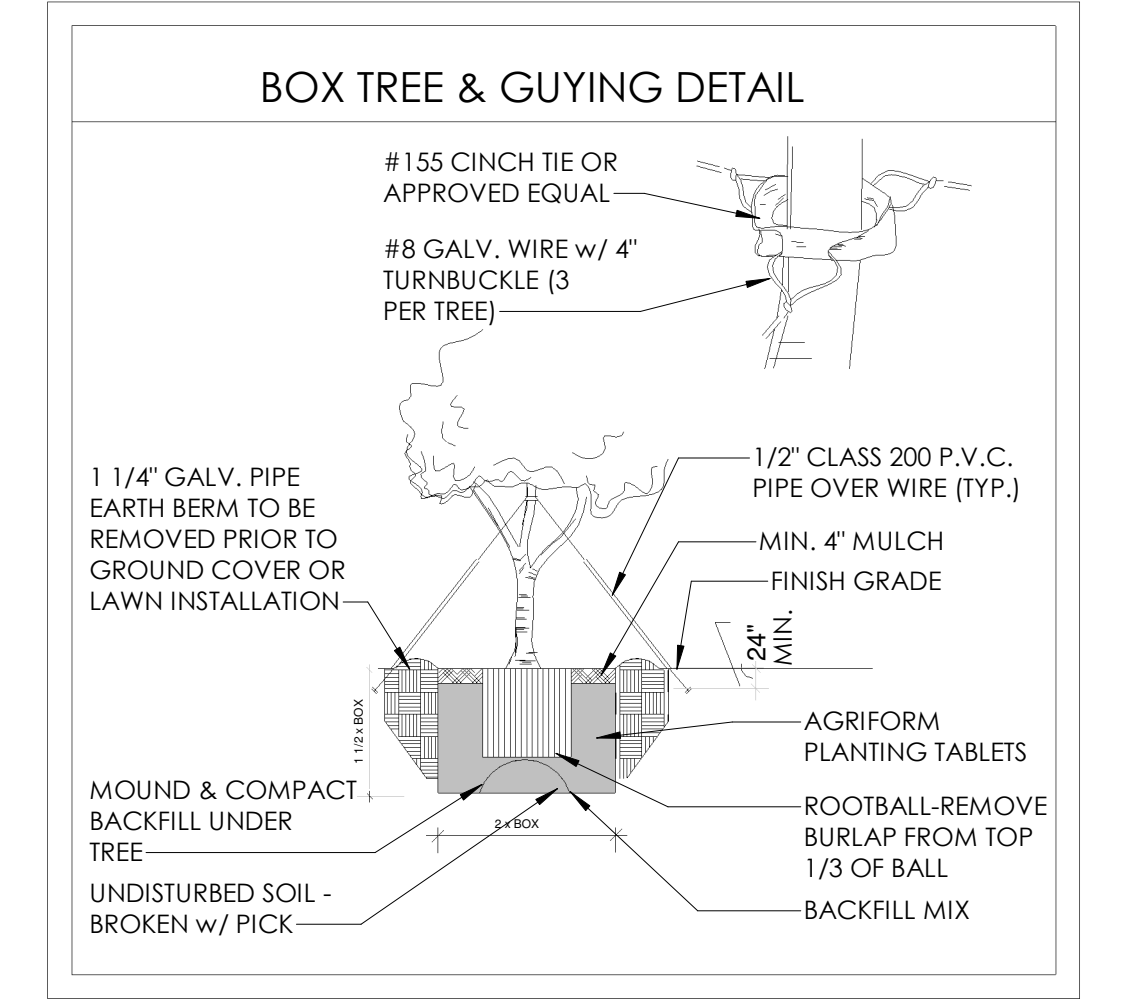 BOX TREE & GUYING DETAIL
#155 CINCH TIE OR
APPROVED EQUAL
#8 GALV. WIRE w/ 4"
TURNBUCKLE (3
PER TREE)
1 1/4" GALV. PIPE
EARTH BERM TO BE
REMOVED PRIOR TO
GROUND COVER OR
LAWN INSTALLATION
1/2" CLASS 200 P.V.C.
PIPE OVER WIRE (TYP.)
MIN. 4" MULCH
FINISH GRADE
24"
MIN.
1 1/2 x BOX
AGRIFORM
PLANTING TABLETS
MOUND & COMPACT
BACKFILL UNDER
TREE
2 x BOX
ROOTBALL-REMOVE
BURLAP FROM TOP
1/3 OF BALL
UNDISTURBED SOIL -
BROKEN w/ PICK
BACKFILL MIX